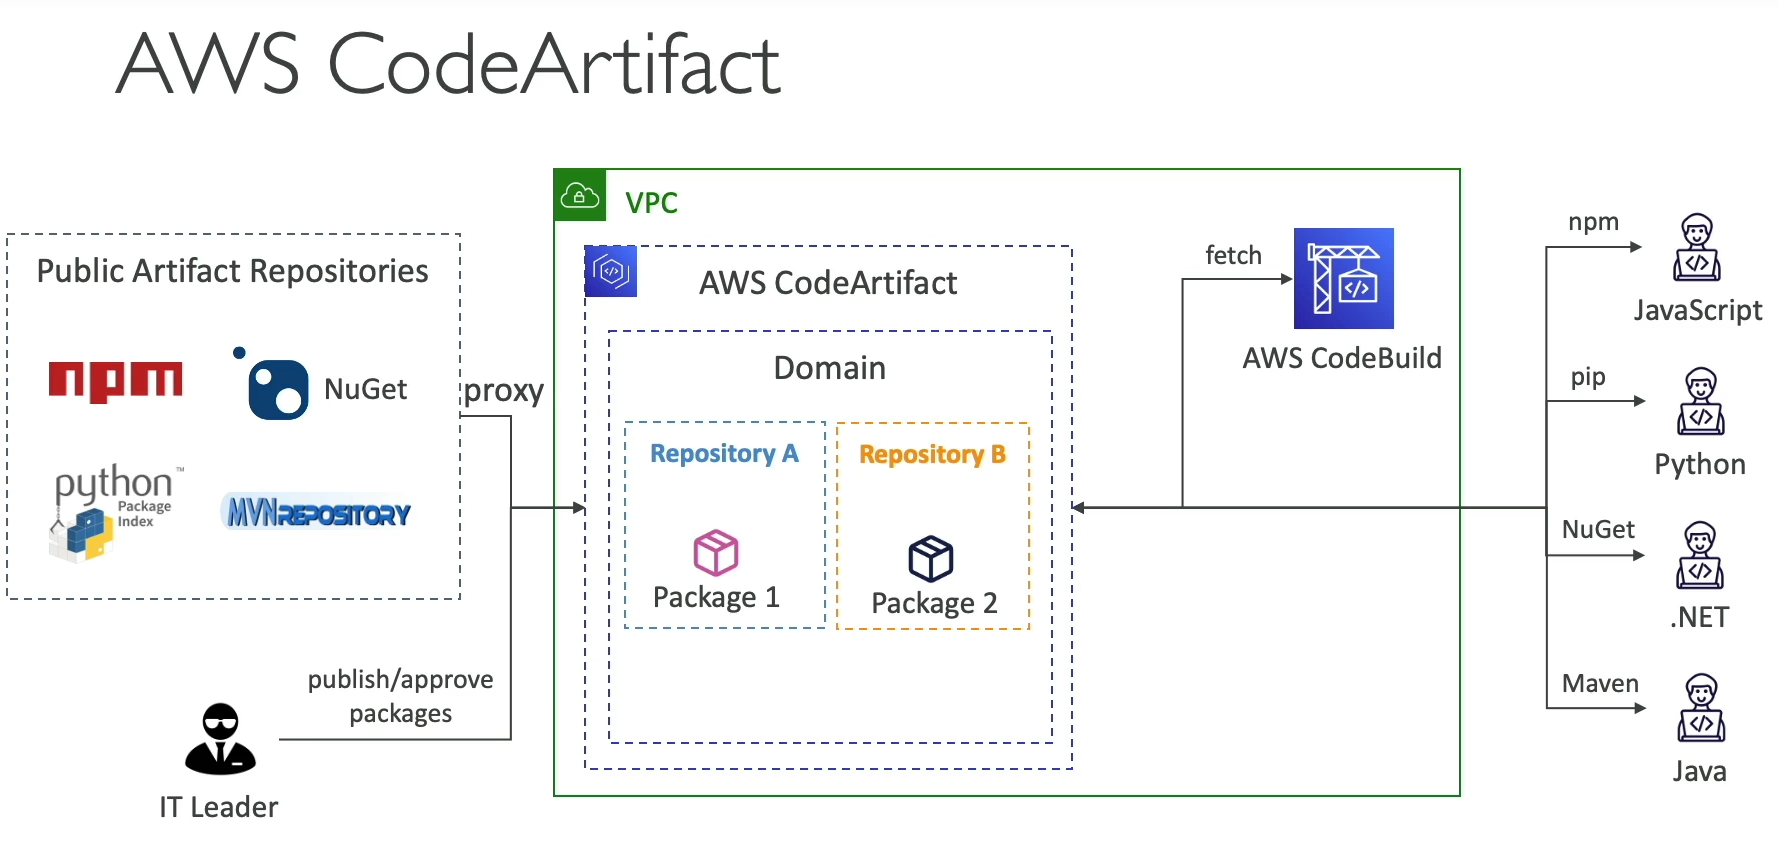 AWS CodeArtifact
VPC
Public Artifact Repositories
npm
NuGet
python™
Package
Index
MVNREPOSITORY
proxy
publish/approve
packages
IT Leader
AWS CodeArtifact
Domain
Repository A
Package 1
Repository B
Package 2
fetch
AWS CodeBuild
npm
JavaScript
pip
Python
NuGet
.NET
Maven
Java